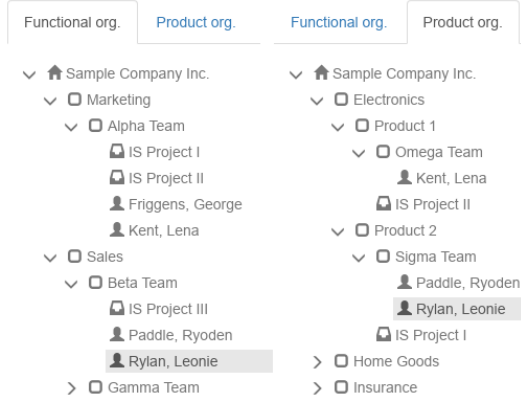 Functional org. Product org.
Sample Company Inc.
Marketing
Alpha Team
IS Project I
IS Project II
Friggens, George
Kent, Lena
Sales
Beta Team
IS Project III
Paddle, Ryoden
Rylan, Leonie
Gamma Team
Functional org. Product org.
Sample Company Inc.
Electronics
Product 1
Omega Team
Kent, Lena
IS Project II
Product 2
Sigma Team
Paddle, Ryoden
Rylan, Leonie
IS Project I
Home Goods
Insurance